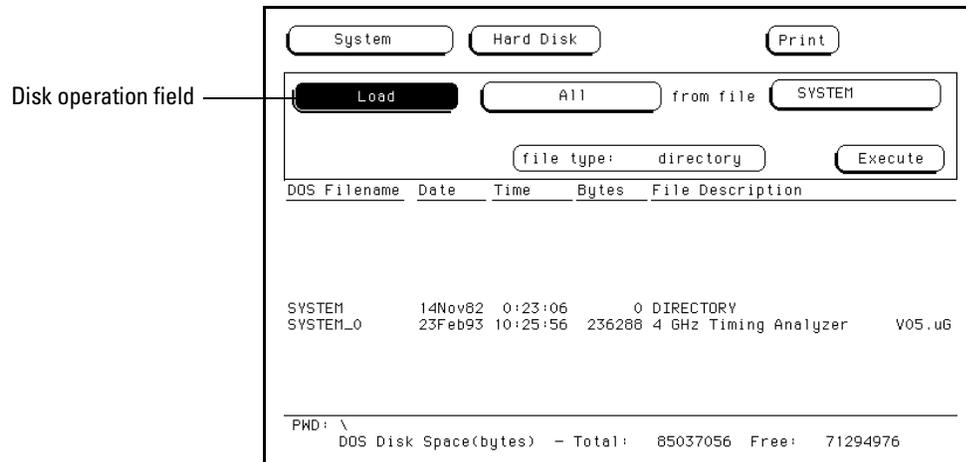 System Hard Disk Print
Disk operation field
Load All from file SYSTEM
file type: directory Execute
DOS Filename Date Time Bytes File Description
SYSTEM 14Nov82 0:23:06 0 DIRECTORY
SYSTEM_O 23Feb93 10:25:56 236288 4 GHz Timing Analyzer V05.uG
PWD: \
DOS Disk Space(bytes) - Total: 85037056 Free: 71294976